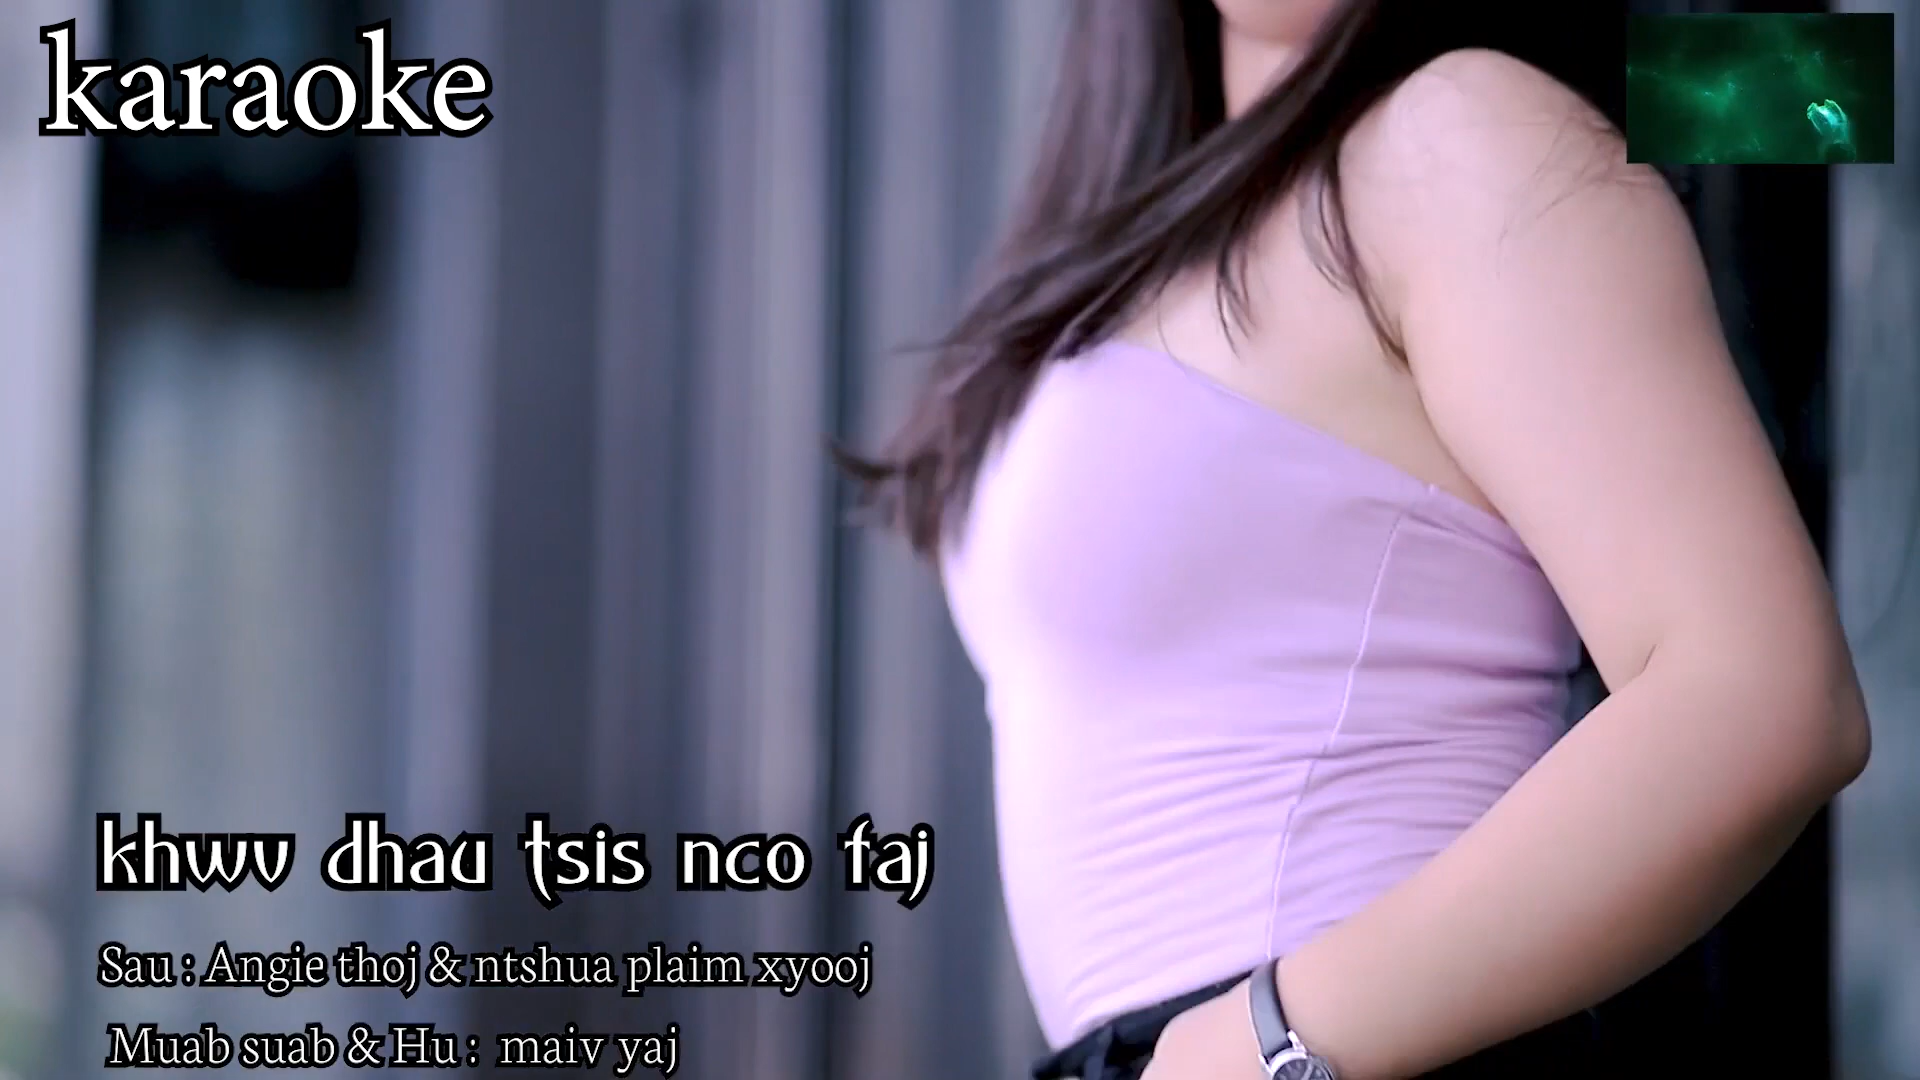 karaoke
khwv dhau tsis nco faj
Sau : Angie thoj & ntshua plaim xyooj
Muab suab & Hu : maiv yaj